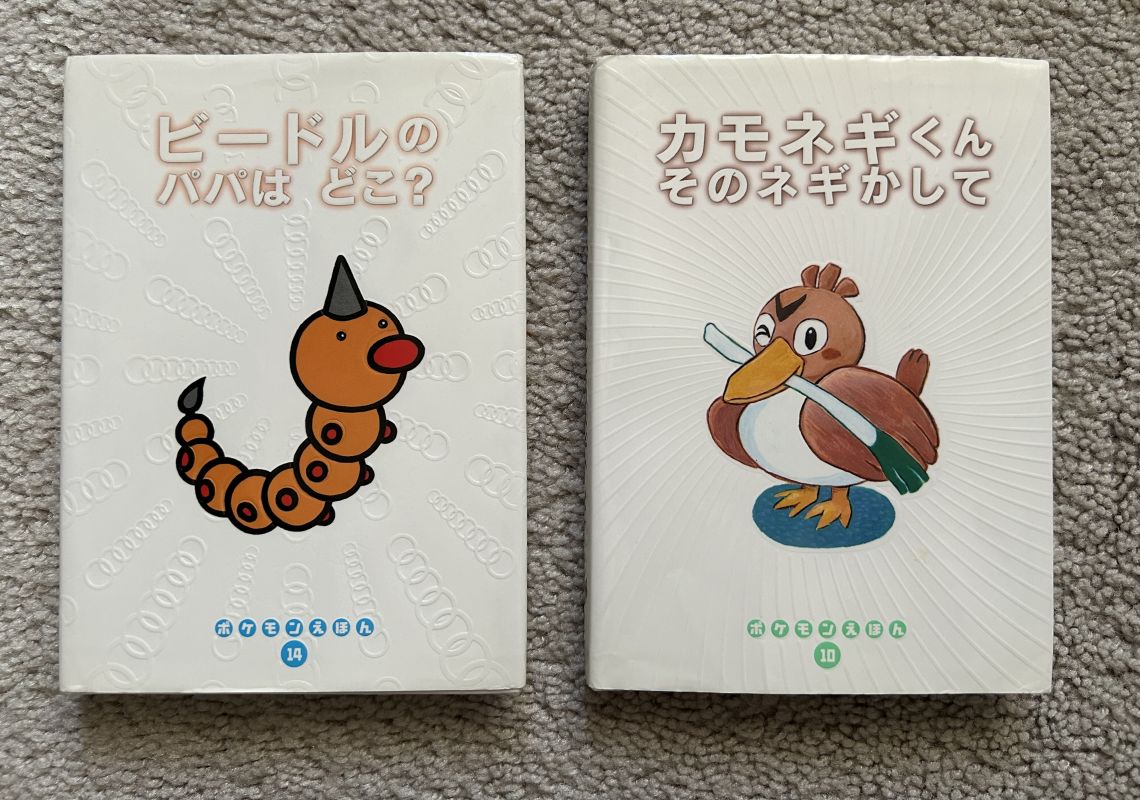 ビードルの
パパは どこ?
ポケモンえほん
14
カモネギくん
そのネギかして
ポケモンえほん
10